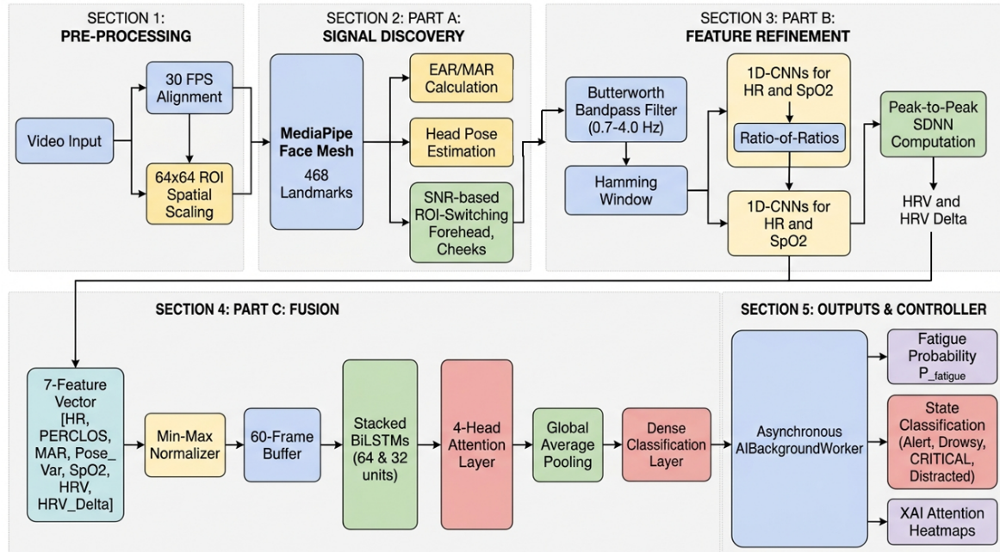 SECTION 1:
PRE-PROCESSING
Video Input
30 FPS
Alignment
64x64 ROI
Spatial
Scaling
SECTION 2: PART A:
SIGNAL DISCOVERY
MediaPipe
Face Mesh
468
Landmarks
EAR/MAR
Calculation
Head Pose
Estimation
SNR-based
ROI-Switching
Forehead,
Cheeks
SECTION 3: PART B:
FEATURE REFINEMENT
Butterworth
Bandpass Filter
(0.7-4.0 Hz)
Hamming
Window
1D-CNNs for
HR and SpO2
Ratio-of-Ratios
1D-CNNs for
HR and
SpO2
Peak-to-Peak
SDNN
Computation
HRV and
HRV Delta
SECTION 4: PART C: FUSION
7-Feature
Vector
[HR,
PERCLOS,
MAR, Pose_
Var, SpO2,
HRV,
HRV_Delta]
Min-Max
Normalizer
60-Frame
Buffer
Stacked
BiLSTMs
(64 & 32
units)
4-Head
Attention
Layer
Global
Average
Pooling
Dense
Classification
Layer
SECTION 5: OUTPUTS & CONTROLLER
Asynchronous
AIBackgroundWorker
Fatigue
Probability
P_fatigue
State
Classification
(Alert, Drowsy,
CRITICAL,
Distracted)
XAI Attention
Heatmaps